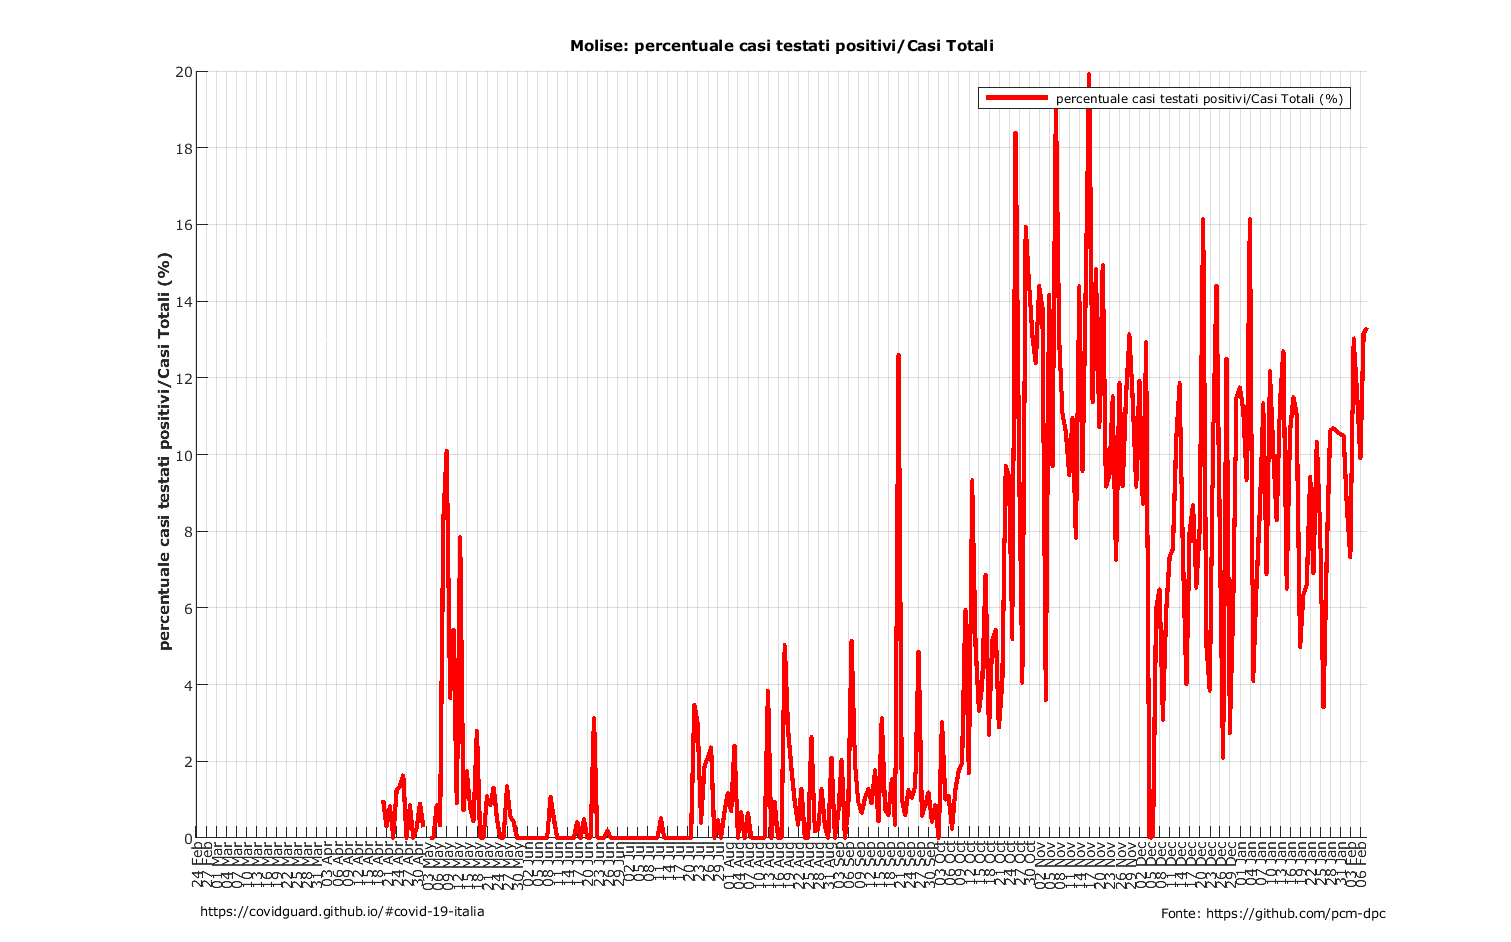 Molise: percentuale casi testati positivi/Casi Totali
percentuale casi testati positivi/Casi Totali (%)
percentuale casi testati positivi/Casi Totali (%)
20
18
16
14
12
10
8
6
4
2
0
24 Feb
27 Feb
01 Mar
04 Mar
07 Mar
10 Mar
13 Mar
16 Mar
19 Mar
22 Mar
25 Mar
28 Mar
31 Mar
03 Apr
06 Apr
09 Apr
12 Apr
15 Apr
18 Apr
21 Apr
24 Apr
27 Apr
30 Apr
03 May
06 May
09 May
12 May
15 May
18 May
21 May
24 May
27 May
30 May
02 Jun
05 Jun
08 Jun
11 Jun
14 Jun
17 Jun
20 Jun
23 Jun
26 Jun
29 Jun
02 Jul
05 Jul
08 Jul
11 Jul
14 Jul
17 Jul
20 Jul
23 Jul
26 Jul
29 Jul
01 Aug
04 Aug
07 Aug
10 Aug
13 Aug
16 Aug
19 Aug
22 Aug
25 Aug
28 Aug
31 Aug
03 Sep
06 Sep
09 Sep
12 Sep
15 Sep
18 Sep
21 Sep
24 Sep
27 Sep
30 Sep
03 Oct
06 Oct
09 Oct
12 Oct
15 Oct
18 Oct
21 Oct
24 Oct
27 Oct
30 Oct
02 Nov
05 Nov
08 Nov
11 Nov
14 Nov
17 Nov
20 Nov
23 Nov
26 Nov
29 Nov
02 Dec
05 Dec
08 Dec
11 Dec
14 Dec
17 Dec
20 Dec
23 Dec
26 Dec
29 Dec
01 Jan
04 Jan
07 Jan
10 Jan
13 Jan
16 Jan
19 Jan
22 Jan
25 Jan
28 Jan
31 Jan
03 Feb
06 Feb
https://covidguard.github.io/#covid-19-italia
Fonte: https://github.com/pcm-dpc